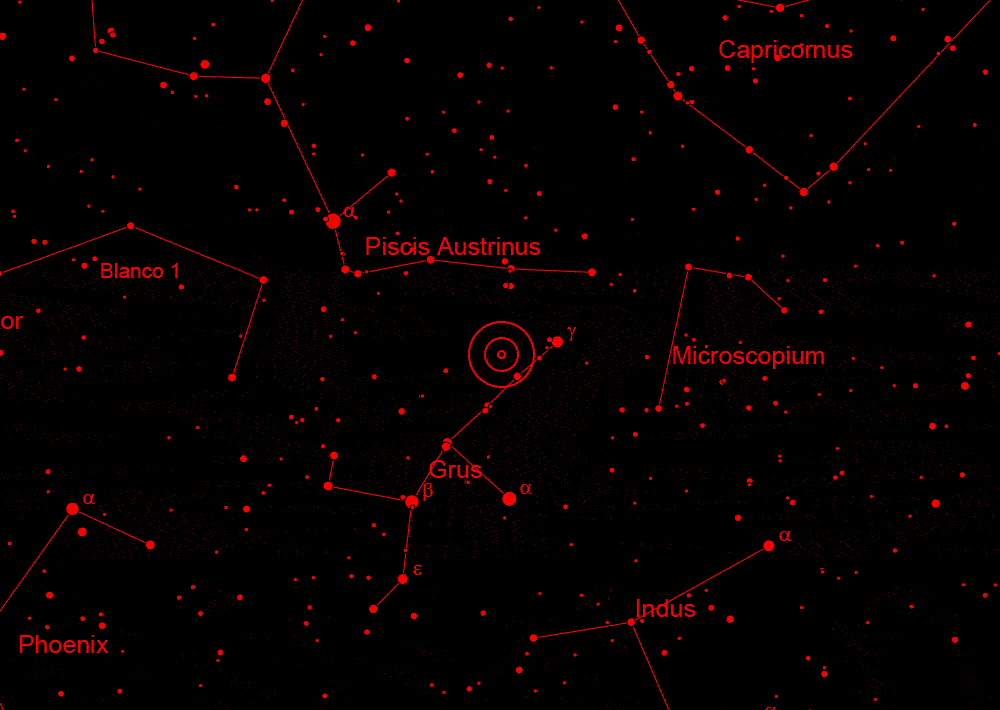 Capricornus
α
Piscis Austrinus
Blanco 1
or
γ
Microscopium
Grus
β
α
α
α
ε
Indus
Phoenix